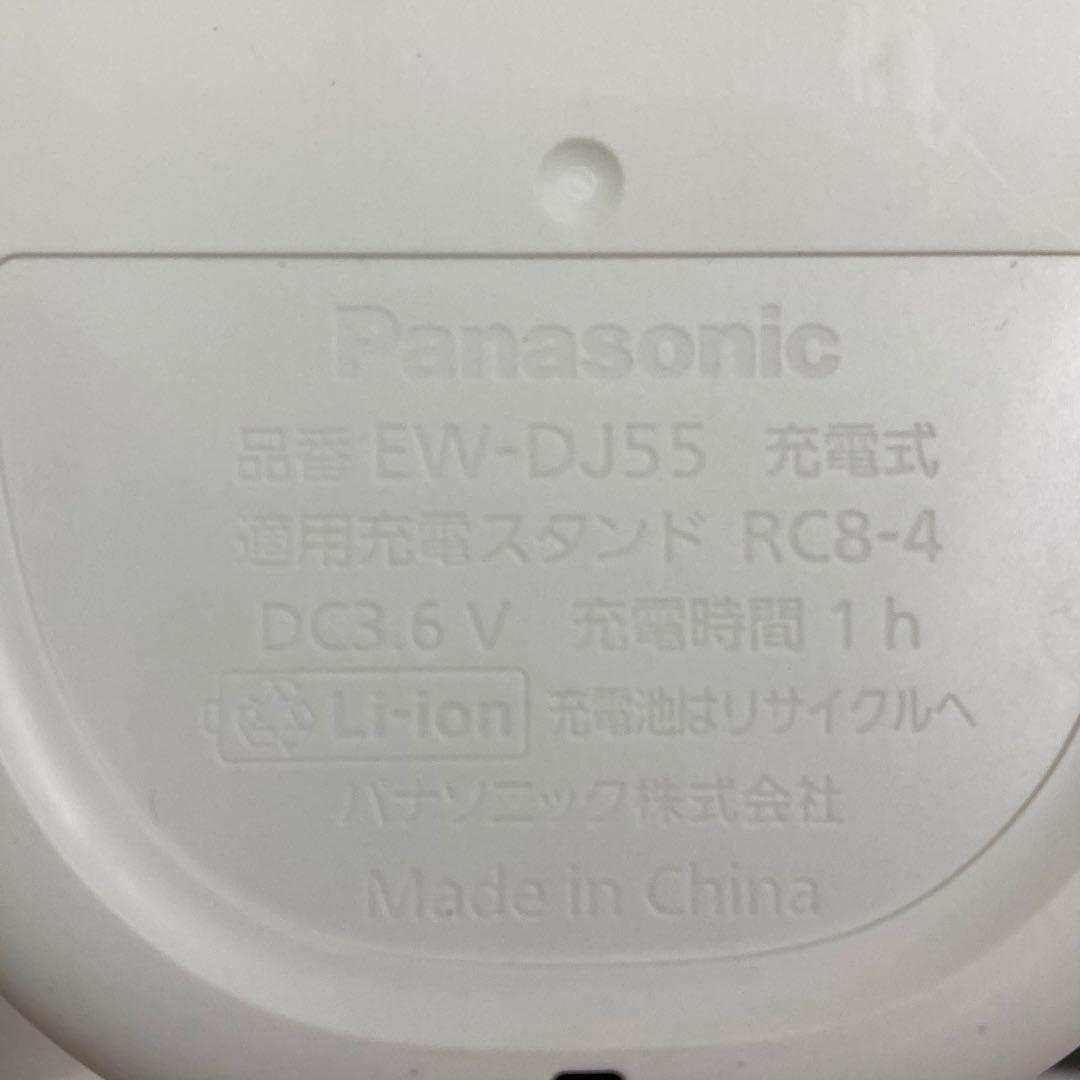 Panasonic
品番 EW-DJ55 充電式
適用充電スタンド RC8-4
DC3.6 V 充電時間 1 h
Li-ion 充電池はリサイクルへ
パナソニック株式会社
Made in China